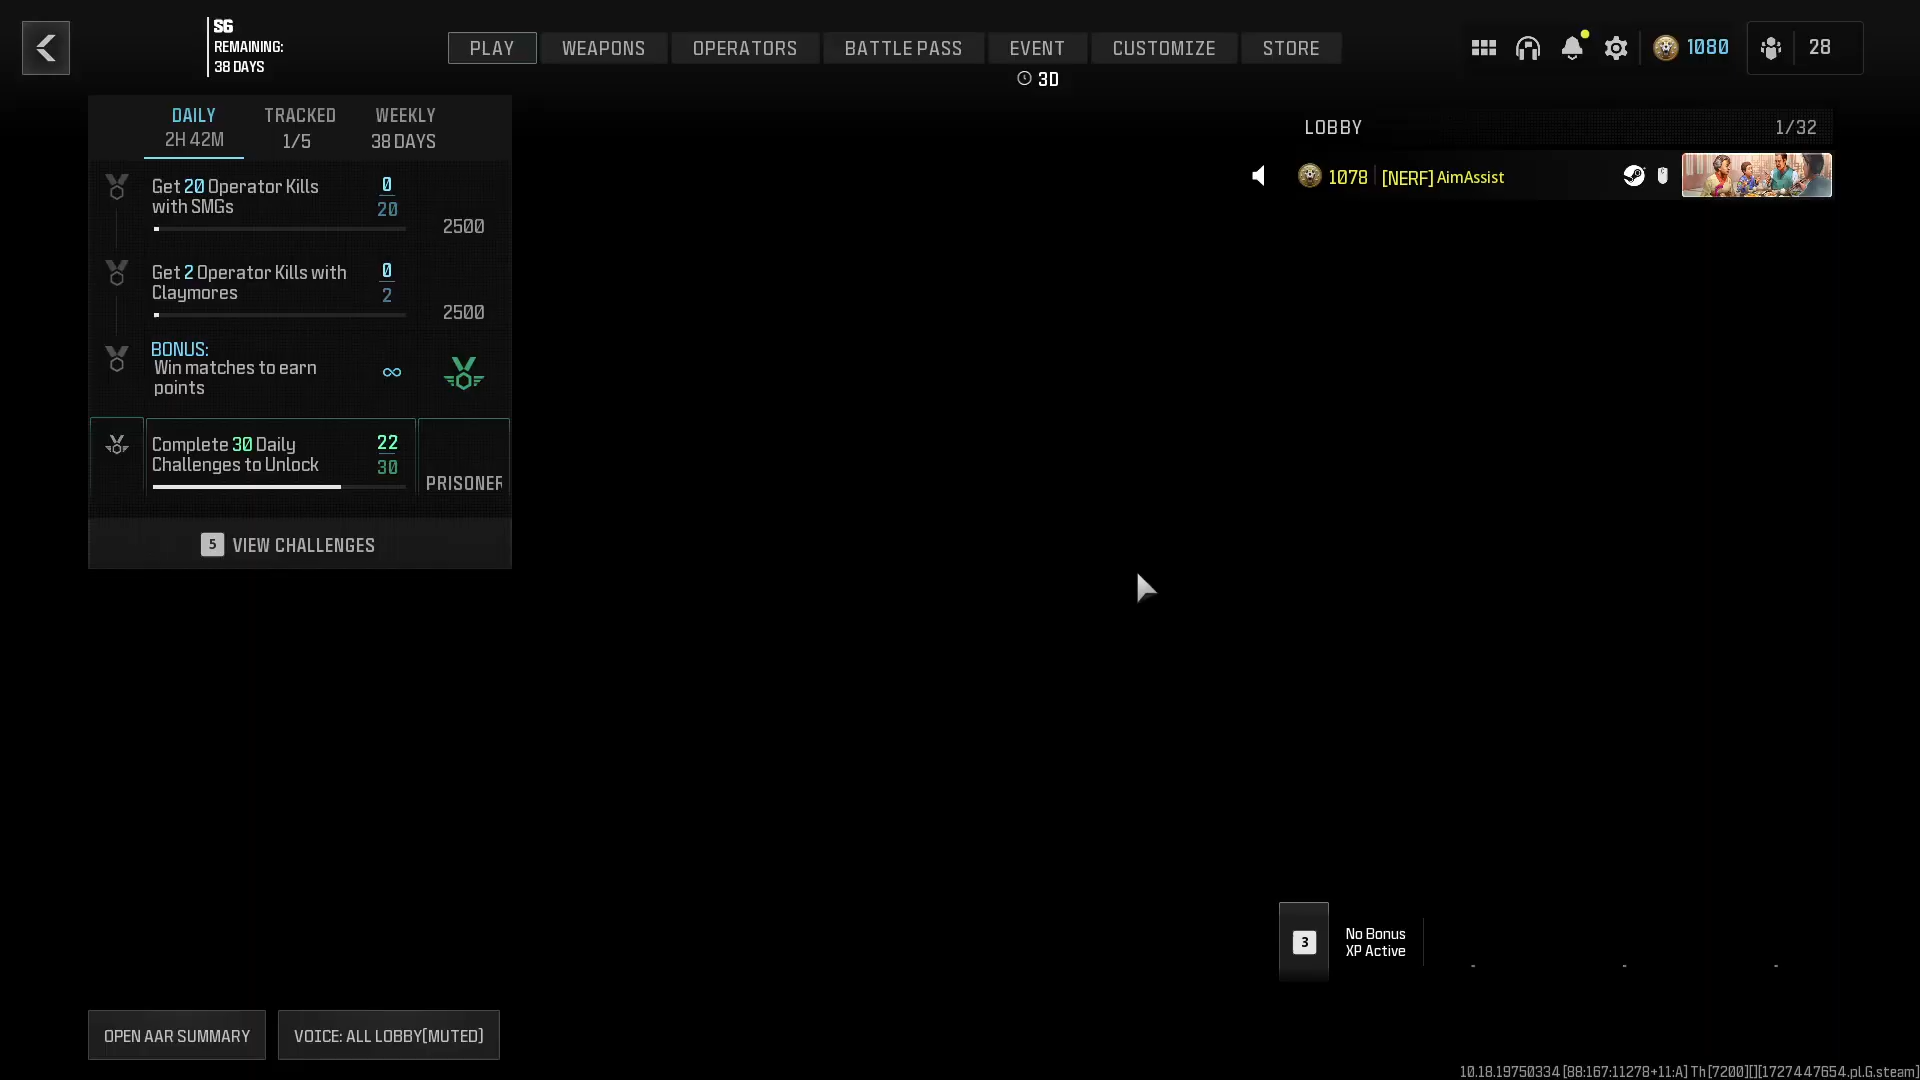 S6
REMAINING:
38 DAYS
PLAY
WEAPONS
OPERATORS
BATTLE PASS
EVENT
CUSTOMIZE
STORE
3D
1080
28
DAILY
2H 42M
TRACKED
1/5
WEEKLY
38 DAYS
Get 20 Operator Kills
with SMGs
0
20
2500
Get 2 Operator Kills with
Claymores
0
2
2500
BONUS:
Win matches to earn
points
∞
Complete 30 Daily
Challenges to Unlock
22
30
PRISONER
5 VIEW CHALLENGES
LOBBY
1/32
1078 [NERF] AimAssist
3
No Bonus
XP Active
- - -
OPEN AAR SUMMARY
VOICE: ALL LOBBY[MUTED]
10.18.19750334 [88:167:11278+11:A] Th [7200][][1727447654.pl.G.steam]